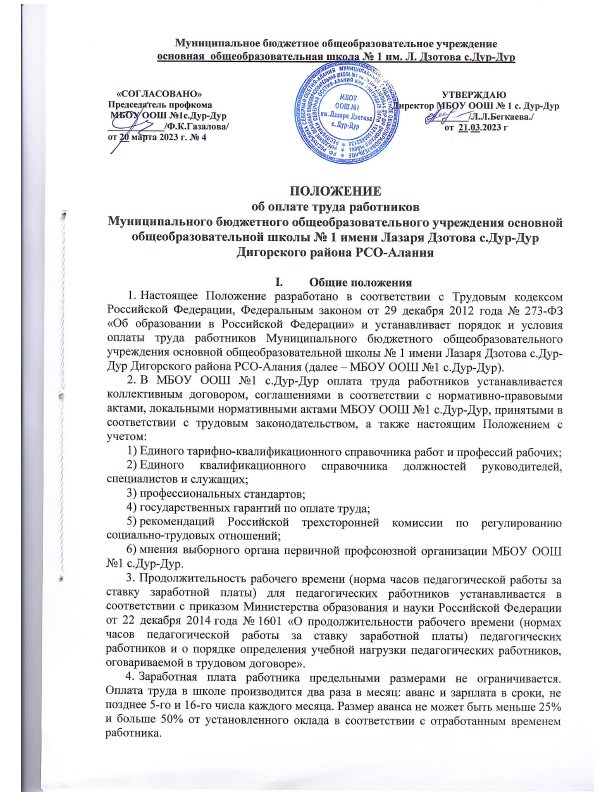 Муниципальное бюджетное общеобразовательное учреждение
основная общеобразовательная школа № 1 им. Л. Дзотова с.Дур-Дур
«СОГЛАСОВАНО»
Председатель профкома
МБОУ ООШ №1с.Дур-Дур
/Ф.К.Газалова/
от 20 марта 2023 г. № 4
МБОУ
ООШ №1
им. Лазаря Дзотова
с. Дур-Дур
УТВЕРЖДАЮ
Директор МБОУ ООШ № 1 с. Дур-Дур
/Л.Л.Бегкаева./
от 21.03.2023 г
ПОЛОЖЕНИЕ
об оплате труда работников
Муниципального бюджетного общеобразовательного учреждения основной
общеобразовательной школы № 1 имени Лазаря Дзотова с.Дур-Дур
Дигорского района РСО-Алания
I. Общие положения
1. Настоящее Положение разработано в соответствии с Трудовым кодексом
Российской Федерации, Федеральным законом от 29 декабря 2012 года № 273-ФЗ
«Об образовании в Российской Федерации» и устанавливает порядок и условия
оплаты труда работников Муниципального бюджетного общеобразовательного
учреждения основной общеобразовательной школы № 1 имени Лазаря Дзотова с.Дур-
Дур Дигорского района РСО-Алания (далее – МБОУ ООШ №1 с.Дур-Дур).
2. В МБОУ ООШ №1 с.Дур-Дур оплата труда работников устанавливается
коллективным договором, соглашениями в соответствии с нормативно-правовыми
актами, локальными нормативными актами МБОУ ООШ №1 с.Дур-Дур, принятыми в
соответствии с трудовым законодательством, а также настоящим Положением с
учетом:
1) Единого тарифно-квалификационного справочника работ и профессий рабочих;
2) Единого квалификационного справочника должностей руководителей,
специалистов и служащих;
3) профессиональных стандартов;
4) государственных гарантий по оплате труда;
5) рекомендаций Российской трехсторонней комиссии по регулированию
социально-трудовых отношений;
6) мнения выборного органа первичной профсоюзной организации МБОУ ООШ
№1 с.Дур-Дур.
3. Продолжительность рабочего времени (норма часов педагогической работы за
ставку заработной платы) для педагогических работников устанавливается в
соответствии с приказом Министерства образования и науки Российской Федерации
от 22 декабря 2014 года № 1601 «О продолжительности рабочего времени (нормах
часов педагогической работы за ставку заработной платы) педагогических
работников и о порядке определения учебной нагрузки педагогических работников,
оговариваемой в трудовом договоре».
4. Заработная плата работника предельными размерами не ограничивается.
Оплата труда в школе производится два раза в месяц: аванс и зарплата в сроки, не
позднее 5-го и 16-го числа каждого месяца. Размер аванса не может быть меньше 25%
и больше 50% от установленного оклада в соответствии с отработанным временем
работника.